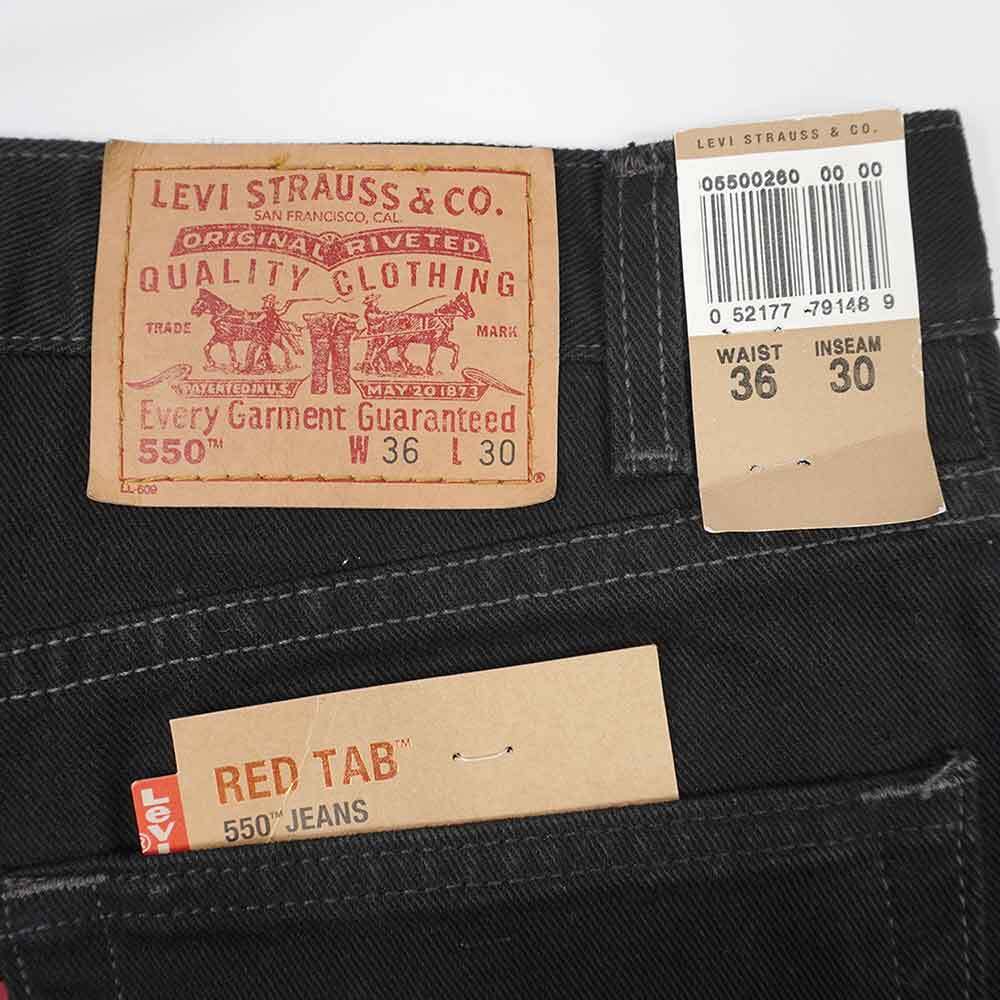 LEVI STRAUSS & CO.
SAN FRANCISCO, CAL.
ORIGINAL RIVETED
QUALITY CLOTHING
TRADE MARK
PATENTED IN U.S. MAY 20 1873
Every Garment Guaranteed
550™ W 36 L 30
LL-609 ®
LEVI STRAUSS & CO.
05500260 00 00
0 52177 -79148 9
WAIST INSEAM
36 30
RED TAB™
550™ JEANS
Levi
®